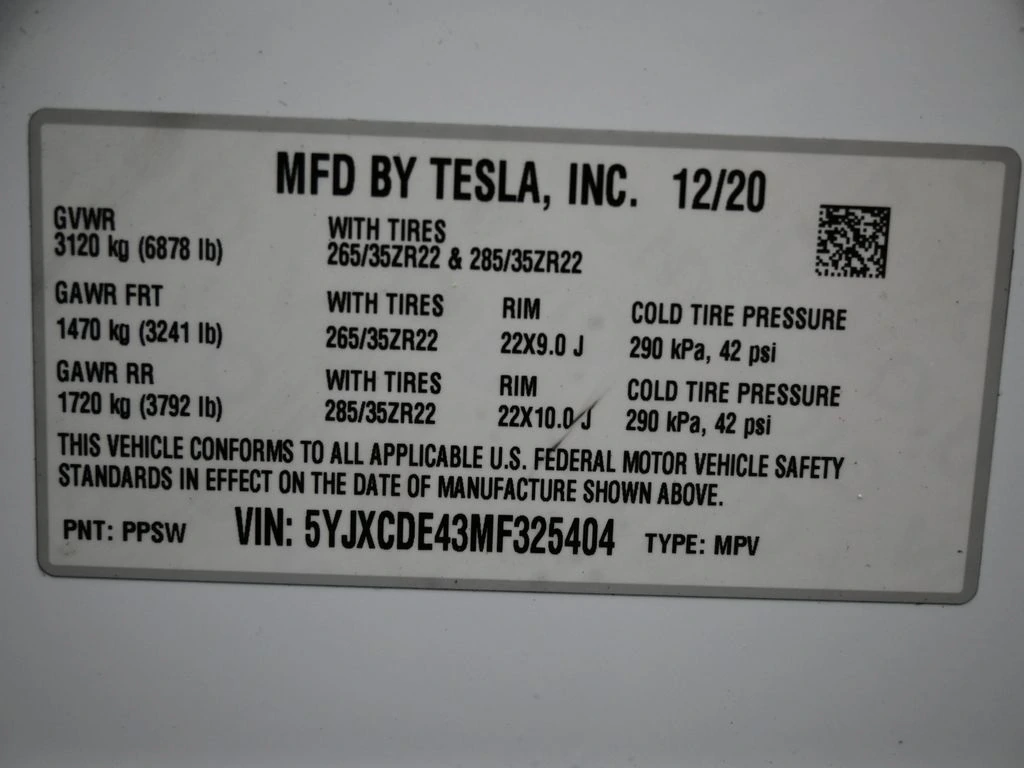 MFD BY TESLA, INC. 12/20
GVWR WITH TIRES
3120 kg (6878 lb) 265/35ZR22 & 285/35ZR22
GAWR FRT WITH TIRES RIM COLD TIRE PRESSURE
1470 kg (3241 lb) 265/35ZR22 22X9.0 J 290 kPa, 42 psi
GAWR RR WITH TIRES RIM COLD TIRE PRESSURE
1720 kg (3792 lb) 285/35ZR22 22X10.0 J 290 kPa, 42 psi
THIS VEHICLE CONFORMS TO ALL APPLICABLE U.S. FEDERAL MOTOR VEHICLE SAFETY
STANDARDS IN EFFECT ON THE DATE OF MANUFACTURE SHOWN ABOVE.
PNT: PPSW VIN: 5YJXCDE43MF325404 TYPE: MPV